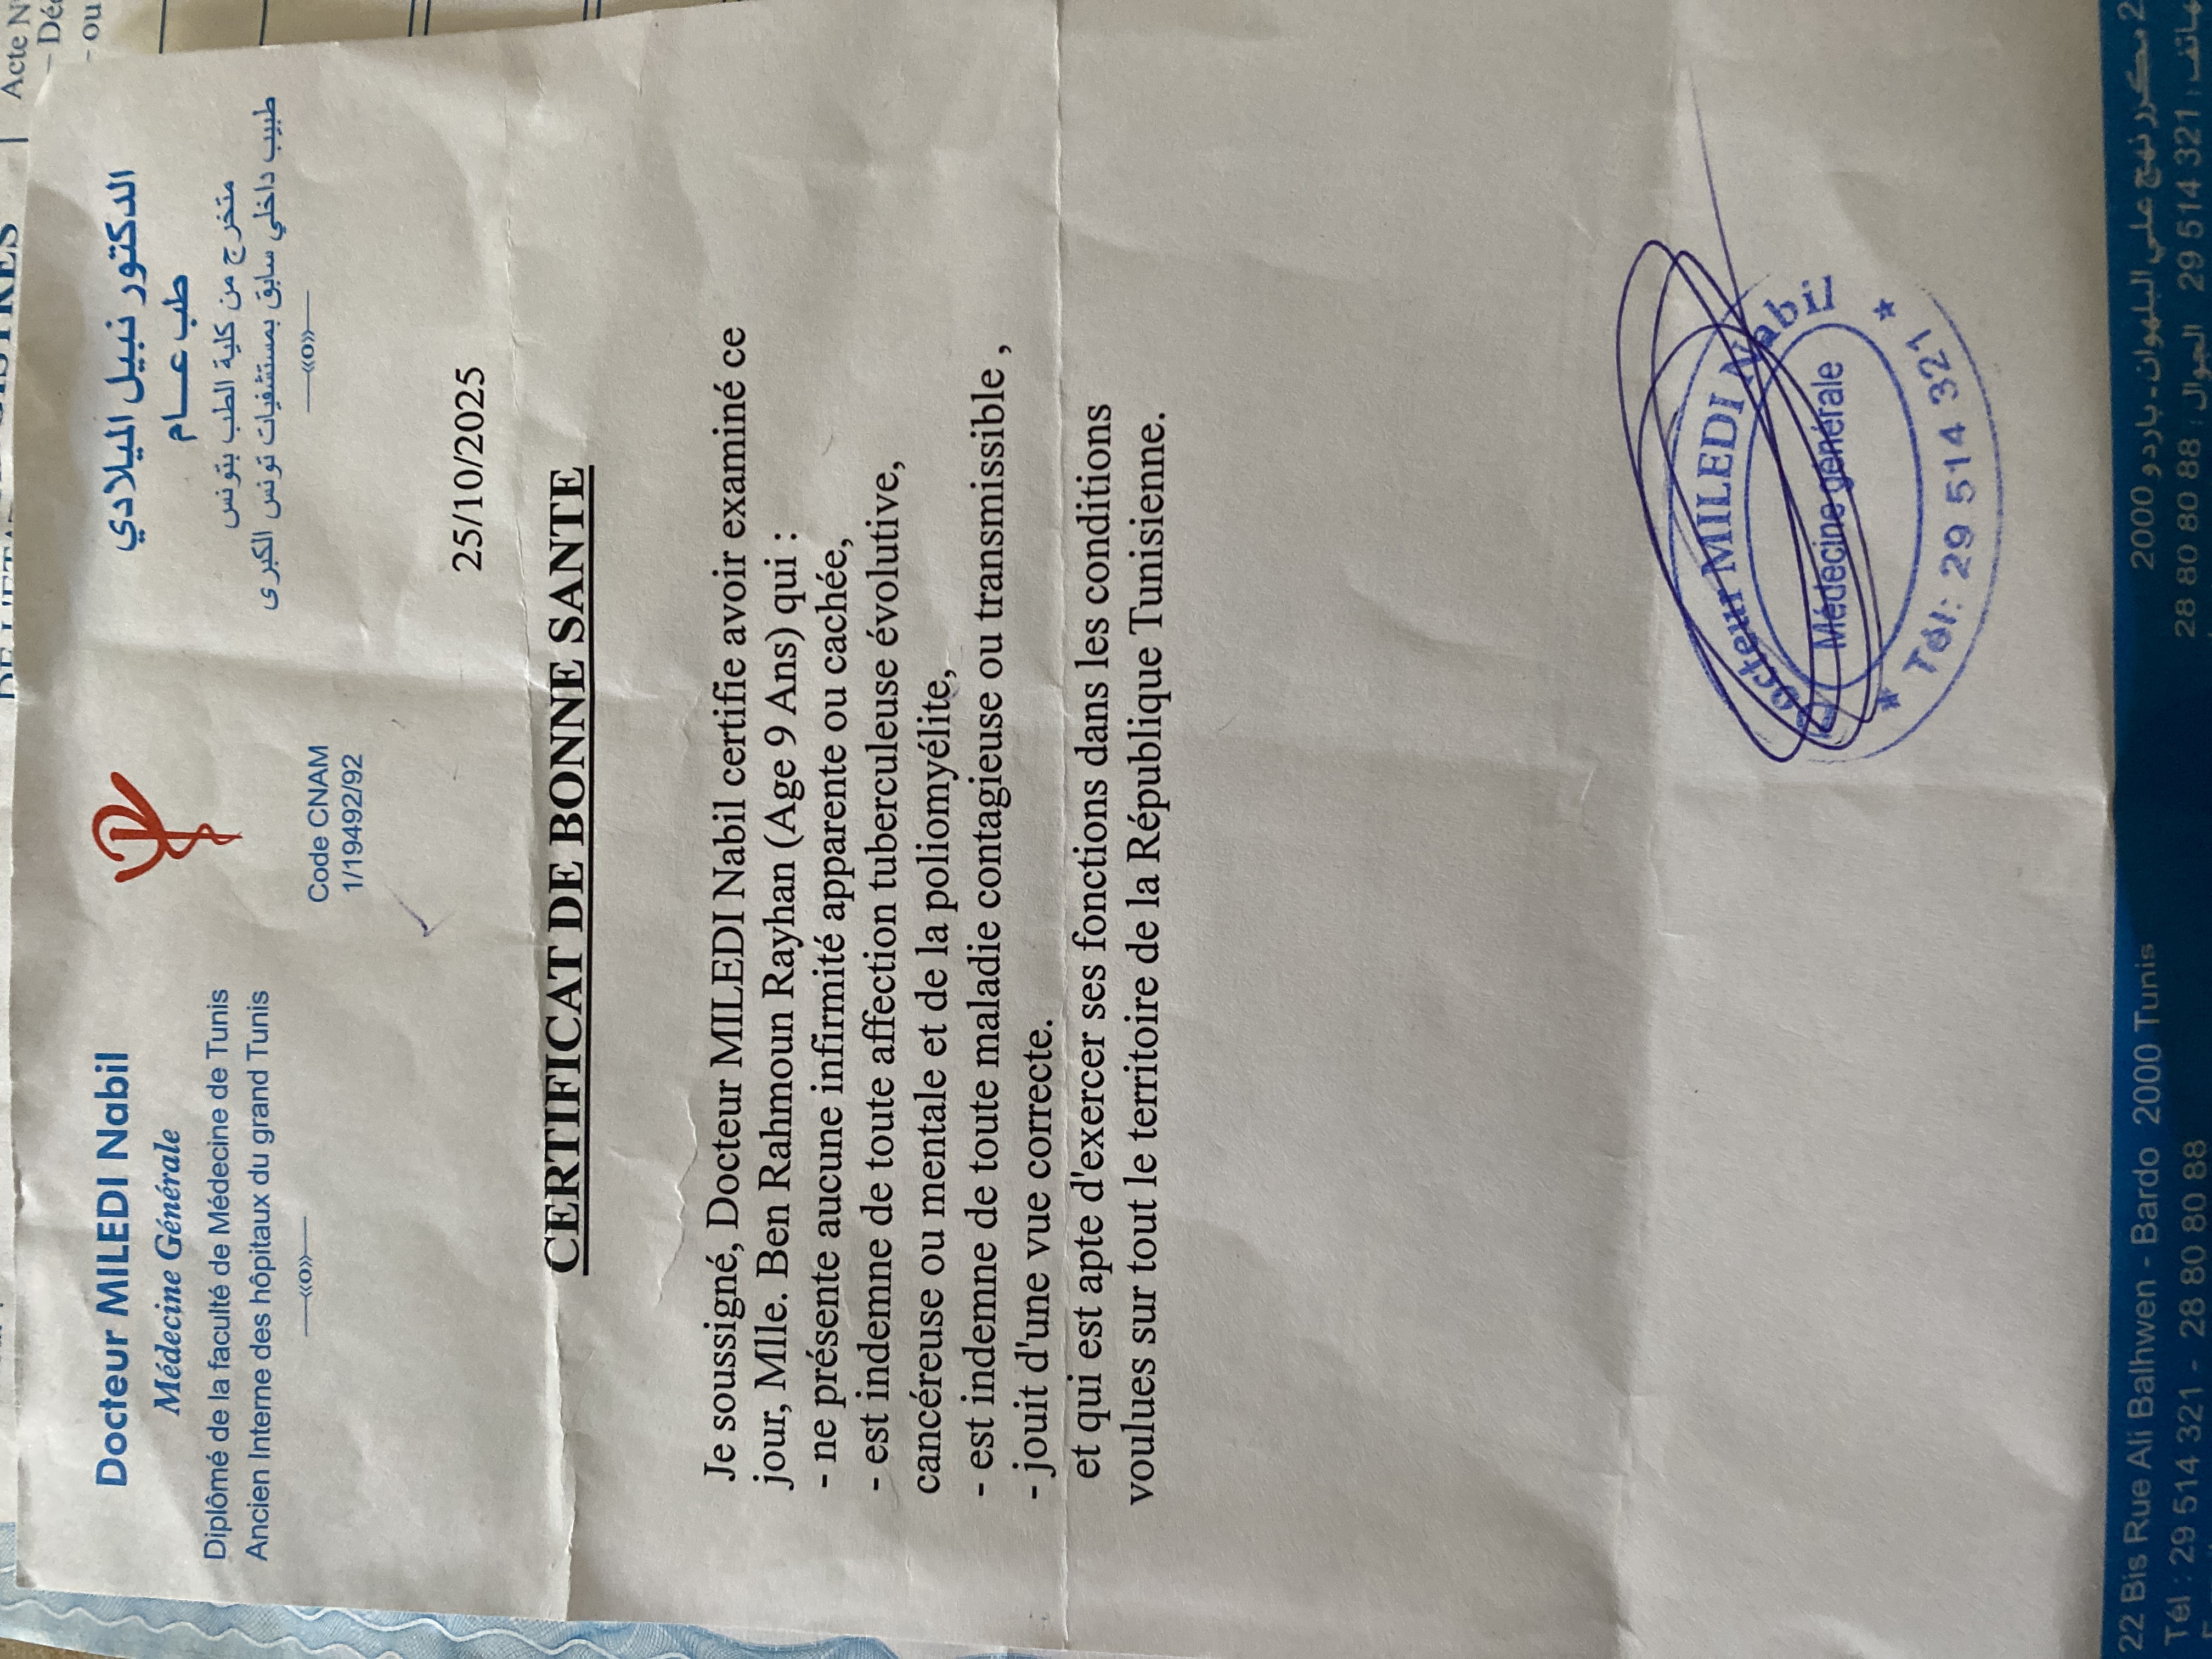 Acte N°
- Déc
- ou
Docteur MILEDI Nabil
Médecine Générale
Diplômé de la faculté de Médecine de Tunis
Ancien Interne des hôpitaux du grand Tunis
—«o»—
Code CNAM
1/19492/92
الدكتور نبيل الميلادي
طب عـــام
متخرج من كلية الطب بتونس
طبيب داخلي سابق بمستشفيات تونس الكبرى
—«o»—
25/10/2025
CERTIFICAT DE BONNE SANTE
Je soussigné, Docteur MILEDI Nabil certifie avoir examiné ce
jour, Mlle. Ben Rahmoun Rayhan (Age 9 Ans) qui :
- ne présente aucune infirmité apparente ou cachée,
- est indemne de toute affection tuberculeuse évolutive,
cancéreuse ou mentale et de la poliomyélite,
- est indemne de toute maladie contagieuse ou transmissible ,
- jouit d'une vue correcte.
et qui est apte d'exercer ses fonctions dans les conditions
voulues sur tout le territoire de la République Tunisienne.
Docteur MILEDI Nabil
Médecine générale
★ Tél: 29 514 321 ★
22 Bis Rue Ali Balhwen - Bardo 2000 Tunis
مكرر نهج علي البلهوان - باردو 2000
Tél : 29 514 321 - 28 80 80 88
الجوال : 321 514 29 28 80 80 88